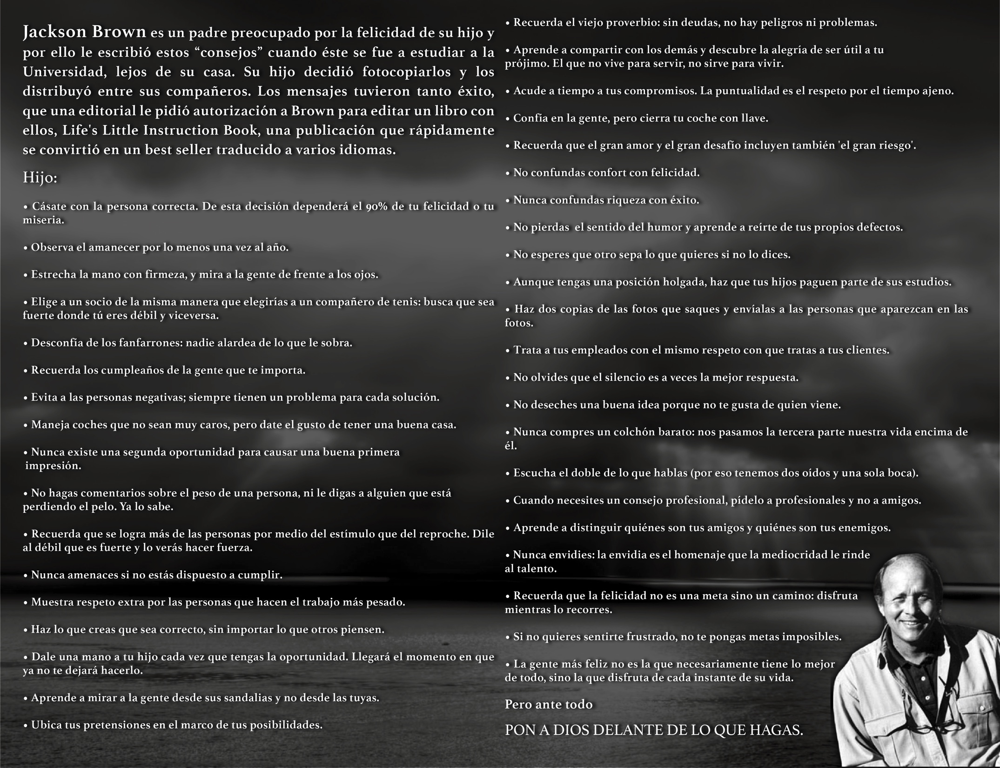 Jackson Brown es un padre preocupado por la felicidad de su hijo y
por ello le escribió estos “consejos” cuando éste se fue a estudiar a la
Universidad, lejos de su casa. Su hijo decidió fotocopiarlos y los
distribuyó entre sus compañeros. Los mensajes tuvieron tanto éxito,
que una editorial le pidió autorización a Brown para editar un libro con
ellos, Life's Little Instruction Book, una publicación que rápidamente
se convirtió en un best seller traducido a varios idiomas.
Hijo:
• Cásate con la persona correcta. De esta decisión dependerá el 90% de tu felicidad o tu
miseria.
• Observa el amanecer por lo menos una vez al año.
• Estrecha la mano con firmeza, y mira a la gente de frente a los ojos.
• Elige a un socio de la misma manera que elegirías a un compañero de tenis: busca que sea
fuerte donde tú eres débil y viceversa.
• Desconfía de los fanfarrones: nadie alardea de lo que le sobra.
• Recuerda los cumpleaños de la gente que te importa.
• Evita a las personas negativas; siempre tienen un problema para cada solución.
• Maneja coches que no sean muy caros, pero date el gusto de tener una buena casa.
• Nunca existe una segunda oportunidad para causar una buena primera
impresión.
• No hagas comentarios sobre el peso de una persona, ni le digas a alguien que está
perdiendo el pelo. Ya lo sabe.
• Recuerda que se logra más de las personas por medio del estímulo que del reproche. Dile
al débil que es fuerte y lo verás hacer fuerza.
• Nunca amenaces si no estás dispuesto a cumplir.
• Muestra respeto extra por las personas que hacen el trabajo más pesado.
• Haz lo que creas que sea correcto, sin importar lo que otros piensen.
• Dale una mano a tu hijo cada vez que tengas la oportunidad. Llegará el momento en que
ya no te dejará hacerlo.
• Aprende a mirar a la gente desde sus sandalias y no desde las tuyas.
• Ubica tus pretensiones en el marco de tus posibilidades.
• Recuerda el viejo proverbio: sin deudas, no hay peligros ni problemas.
• Aprende a compartir con los demás y descubre la alegría de ser útil a tu
prójimo. El que no vive para servir, no sirve para vivir.
• Acude a tiempo a tus compromisos. La puntualidad es el respeto por el tiempo ajeno.
• Confía en la gente, pero cierra tu coche con llave.
• Recuerda que el gran amor y el gran desafío incluyen también 'el gran riesgo'.
• No confundas confort con felicidad.
• Nunca confundas riqueza con éxito.
• No pierdas  el sentido del humor y aprende a reírte de tus propios defectos.
• No esperes que otro sepa lo que quieres si no lo dices.
• Aunque tengas una posición holgada, haz que tus hijos paguen parte de sus estudios.
• Haz dos copias de las fotos que saques y envíalas a las personas que aparezcan en las
fotos.
• Trata a tus empleados con el mismo respeto con que tratas a tus clientes.
• No olvides que el silencio es a veces la mejor respuesta.
• No deseches una buena idea porque no te gusta de quien viene.
• Nunca compres un colchón barato: nos pasamos la tercera parte nuestra vida encima de
él.
• Escucha el doble de lo que hablas (por eso tenemos dos oídos y una sola boca).
• Cuando necesites un consejo profesional, pídelo a profesionales y no a amigos.
• Aprende a distinguir quiénes son tus amigos y quiénes son tus enemigos.
• Nunca envidies: la envidia es el homenaje que la mediocridad le rinde
al talento.
• Recuerda que la felicidad no es una meta sino un camino: disfruta
mientras lo recorres.
• Si no quieres sentirte frustrado, no te pongas metas imposibles.
• La gente más feliz no es la que necesariamente tiene lo mejor
de todo, sino la que disfruta de cada instante de su vida.
Pero ante todo
PON A DIOS DELANTE DE LO QUE HAGAS.